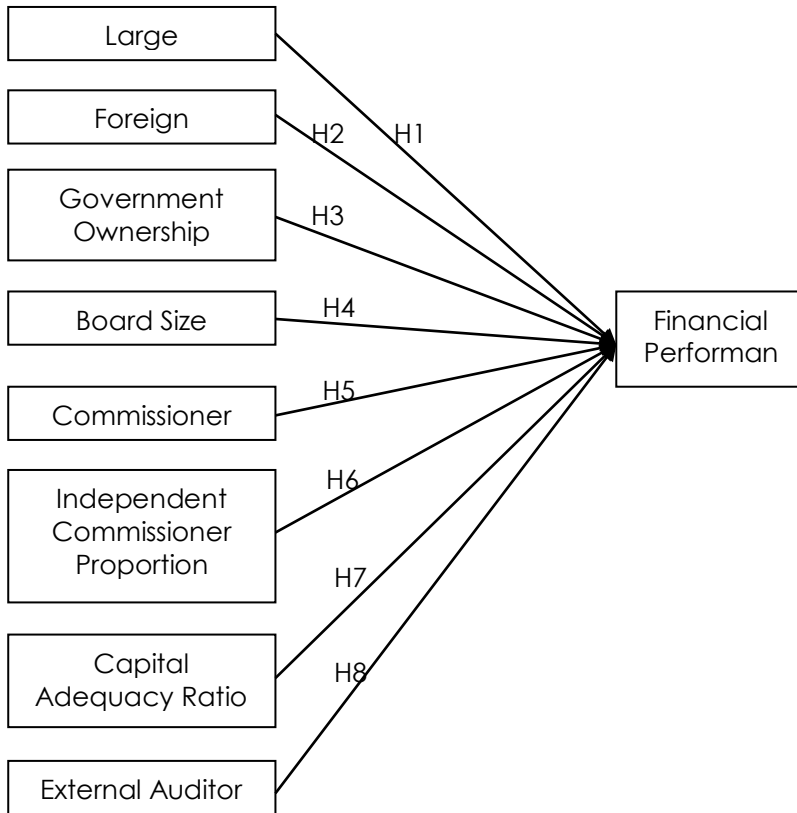 Large
Foreign
H2
H1
Government
Ownership
H3
Board Size
H4
Financial
Performan
Commissioner
H5
Independent
Commissioner
Proportion
H6
Capital
Adequacy Ratio
H7
External Auditor
H8